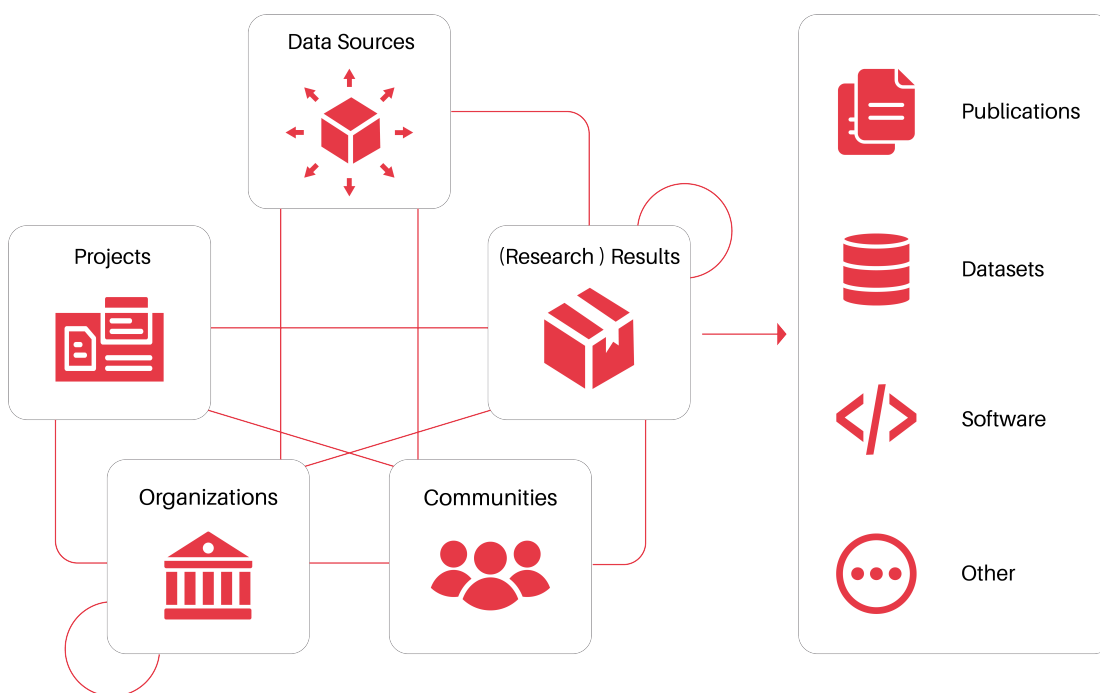 Data Sources
Projects
(Research ) Results
Organizations
Communities
Publications
Datasets
Software
Other